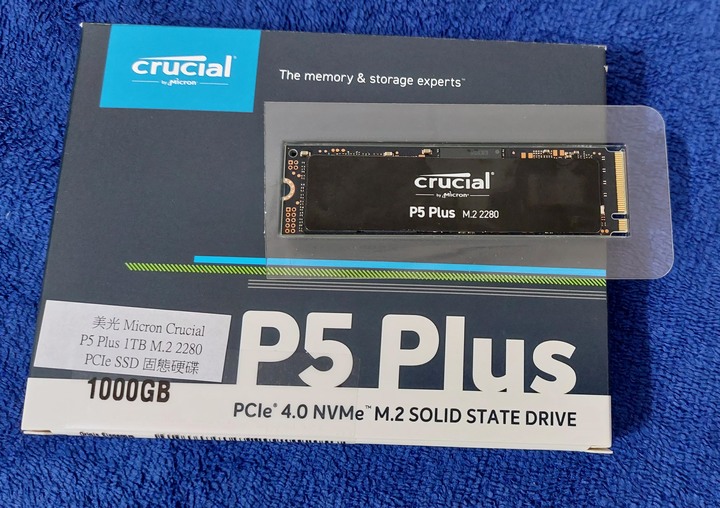 crucial
by Micron
The memory & storage experts™
crucial
by Micron
P5 Plus M.2 2280
P5 Plus
美光 Micron Crucial
P5 Plus 1TB M.2 2280
PCIe SSD 固態硬碟
1000GB
PCIe® 4.0 NVMe™ M.2 SOLID STATE DRIVE